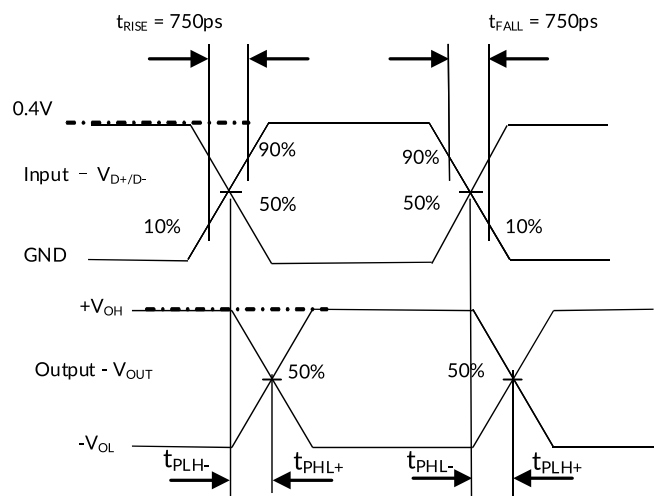 tRISE = 750ps
tFALL = 750ps
0.4V
90%
90%
Input – VD+/D-
50%
50%
10%
10%
GND
+VOH
Output - VOUT
50%
50%
-VOL
tPLH-
tPHL+
tPHL-
tPLH+